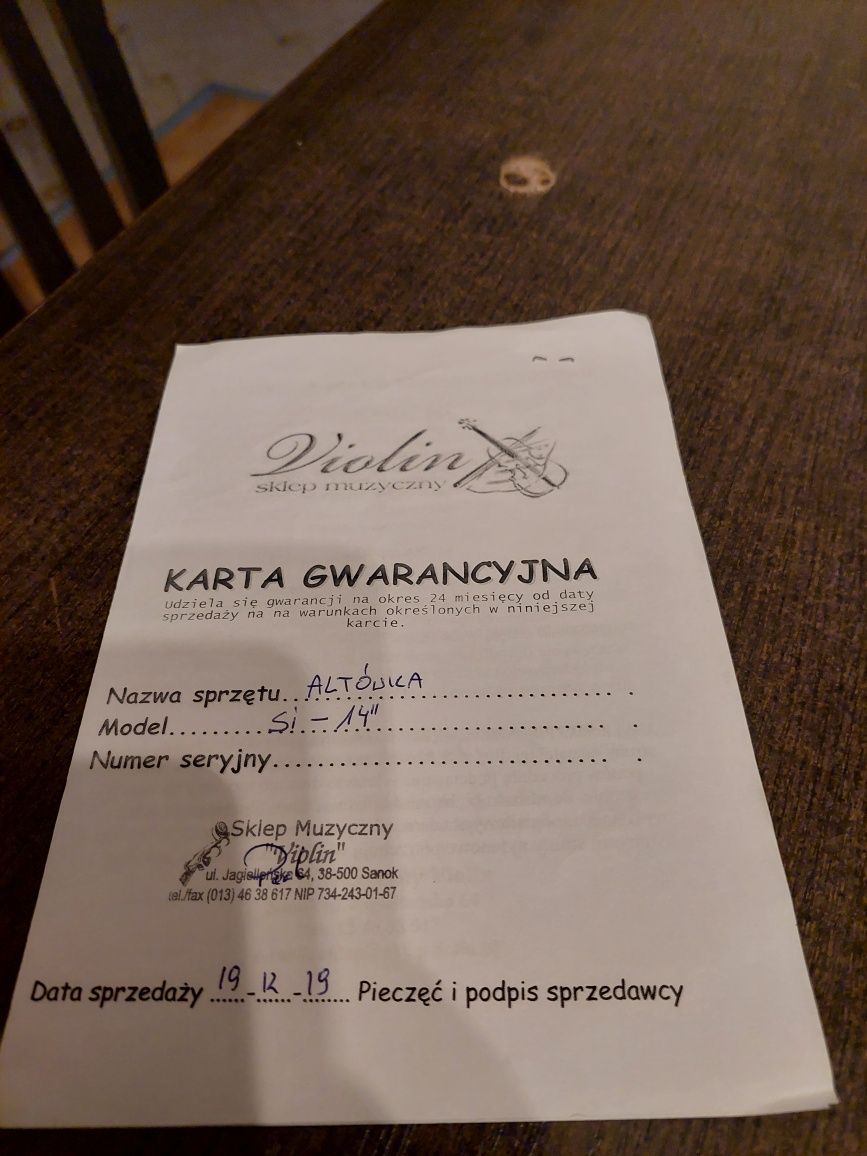 Violin
sklep muzyczny
KARTA GWARANCYJNA
Udziela się gwarancji na okres 24 miesięcy od daty
sprzedaży na na warunkach określonych w niniejszej
karcie.
Nazwa sprzętu..ALTÓWKA.......................... .
Model.........Si - 14"........................... .
Numer seryjny.................................... .
Sklep Muzyczny
"Violin"
ul. Jagiellońska 64, 38-500 Sanok
tel./fax (013) 46 38 617 NIP 734-243-01-67
Data sprzedaży 19-12-19 Pieczęć i podpis sprzedawcy